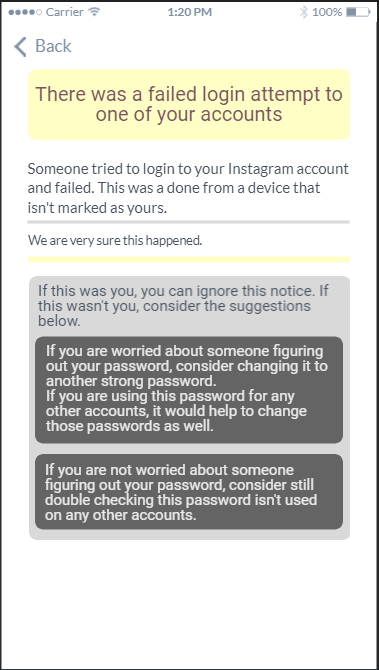 Carrier 1:20 PM 100%
Back
There was a failed login attempt to
one of your accounts
Someone tried to login to your Instagram account
and failed. This was a done from a device that
isn't marked as yours.
We are very sure this happened.
If this was you, you can ignore this notice. If
this wasn't you, consider the suggestions
below.
If you are worried about someone figuring
out your password, consider changing it to
another strong password.
If you are using this password for any
other accounts, it would help to change
those passwords as well.
If you are not worried about someone
figuring out your password, consider still
double checking this password isn't used
on any other accounts.